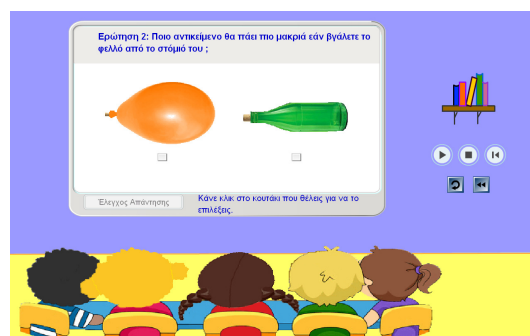 Ερώτηση 2: Ποιο αντικείμενο θα πάει πιο μακριά εάν βγάλετε το
φελλό από το στόμιό του ;
Έλεγχος Απάντησης
Κάνε κλικ στο κουτάκι που θέλεις για να το
επιλέξεις.